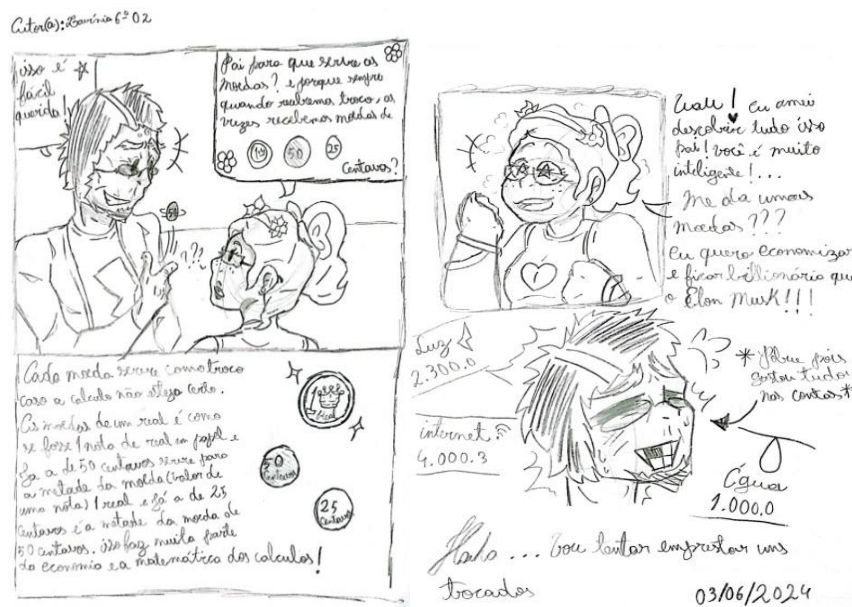 Autor(a): Lavínia 6º 02
isso é
fácil
querida!
Pai para que serve as
moedas? e porque sempre
quando recebemos troco, as
vezes recebemos moedas de
10 50 25
centavos?
50
???
Cada moeda serve como troco
caso o calculo não esteja certo.
As moedas de um real é como
se fosse 1 nota de real em papel e
já a de 50 centavos serve para
a metade da moeda (valor de
uma nota) 1 real e já a de 25
centavos é a metade da moeda de
50 centavos. isso faz muita parte
da economia e a matemática dos calculos!
1 Real
50
Centavos
25
Centavos
Uau! eu amei
descobrir tudo isso
pai! você é muito
inteligente!...
Me da umas
moedas???
eu quero economizar
e ficar billionária que
o Elon Musk!!!
Luz
2.300.0
internet
4.000.3
*Pobre pois
gastou tudo
nas contas*
Água
1.000,0
Haha... vou tentar emprestar uns
trocados
03/06/2024